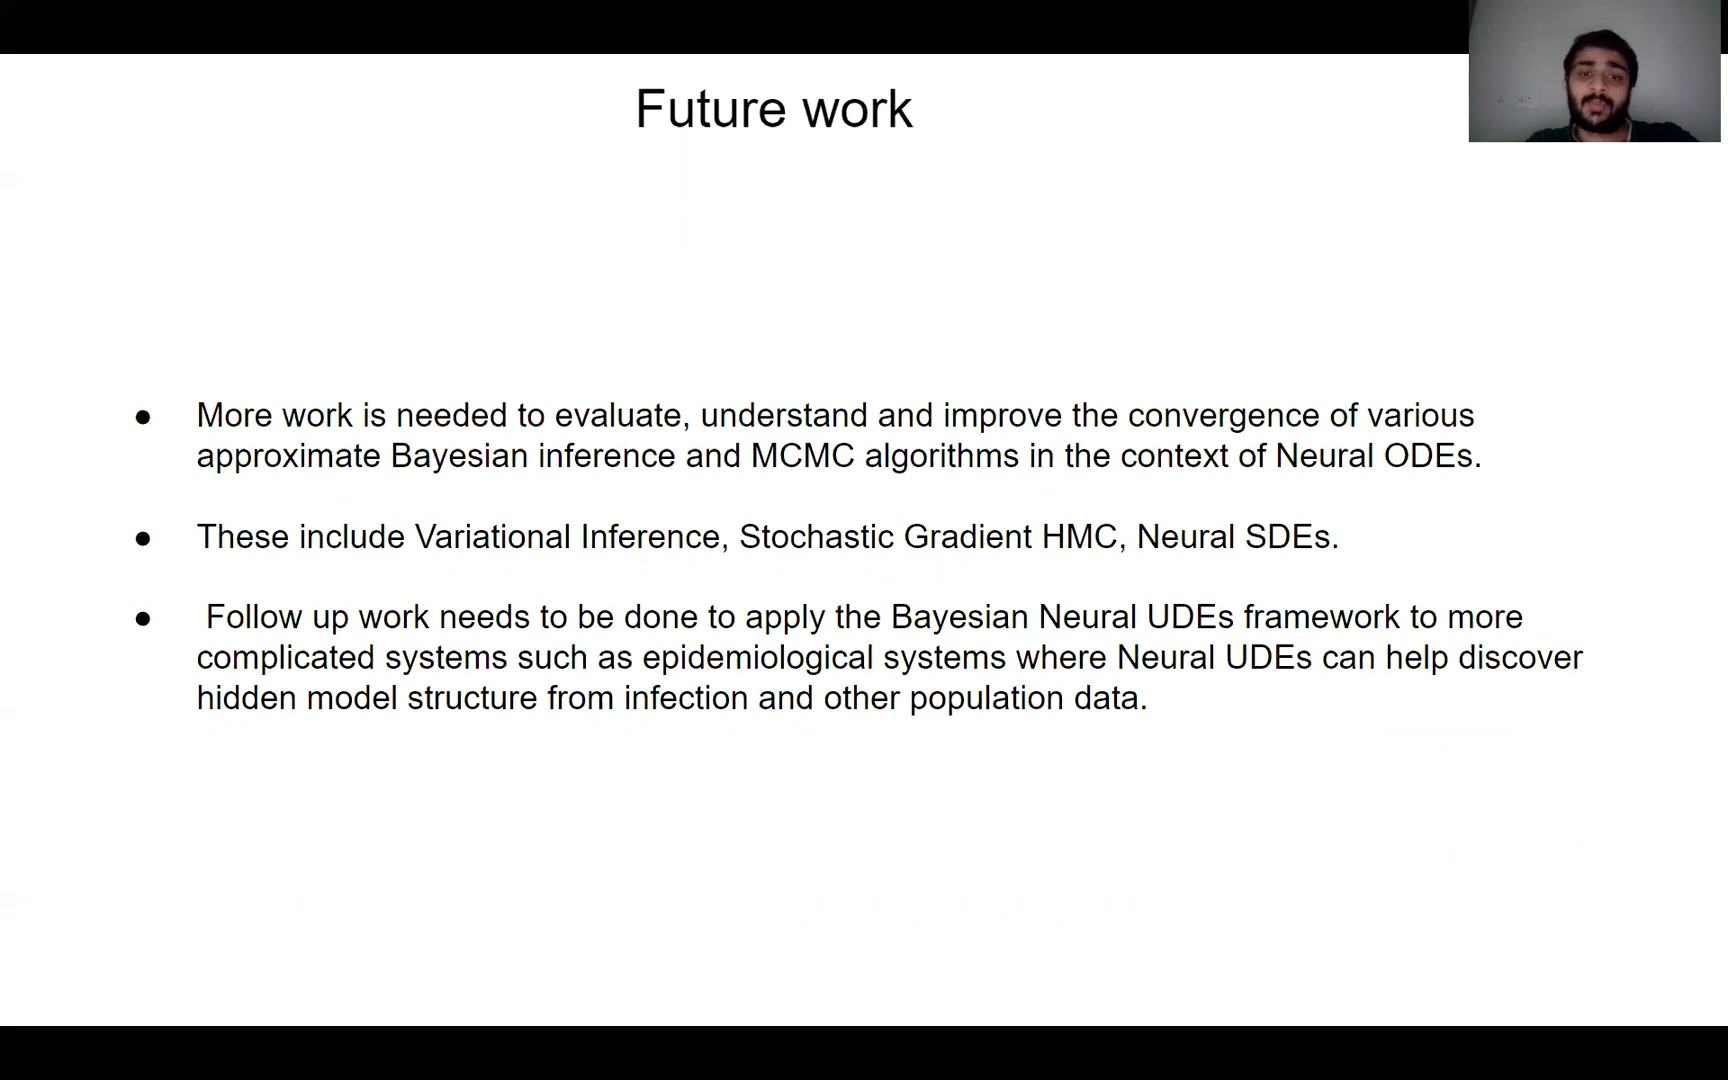 Future work
● More work is needed to evaluate, understand and improve the convergence of various
approximate Bayesian inference and MCMC algorithms in the context of Neural ODEs.
● These include Variational Inference, Stochastic Gradient HMC, Neural SDEs.
● Follow up work needs to be done to apply the Bayesian Neural UDEs framework to more
complicated systems such as epidemiological systems where Neural UDEs can help discover
hidden model structure from infection and other population data.